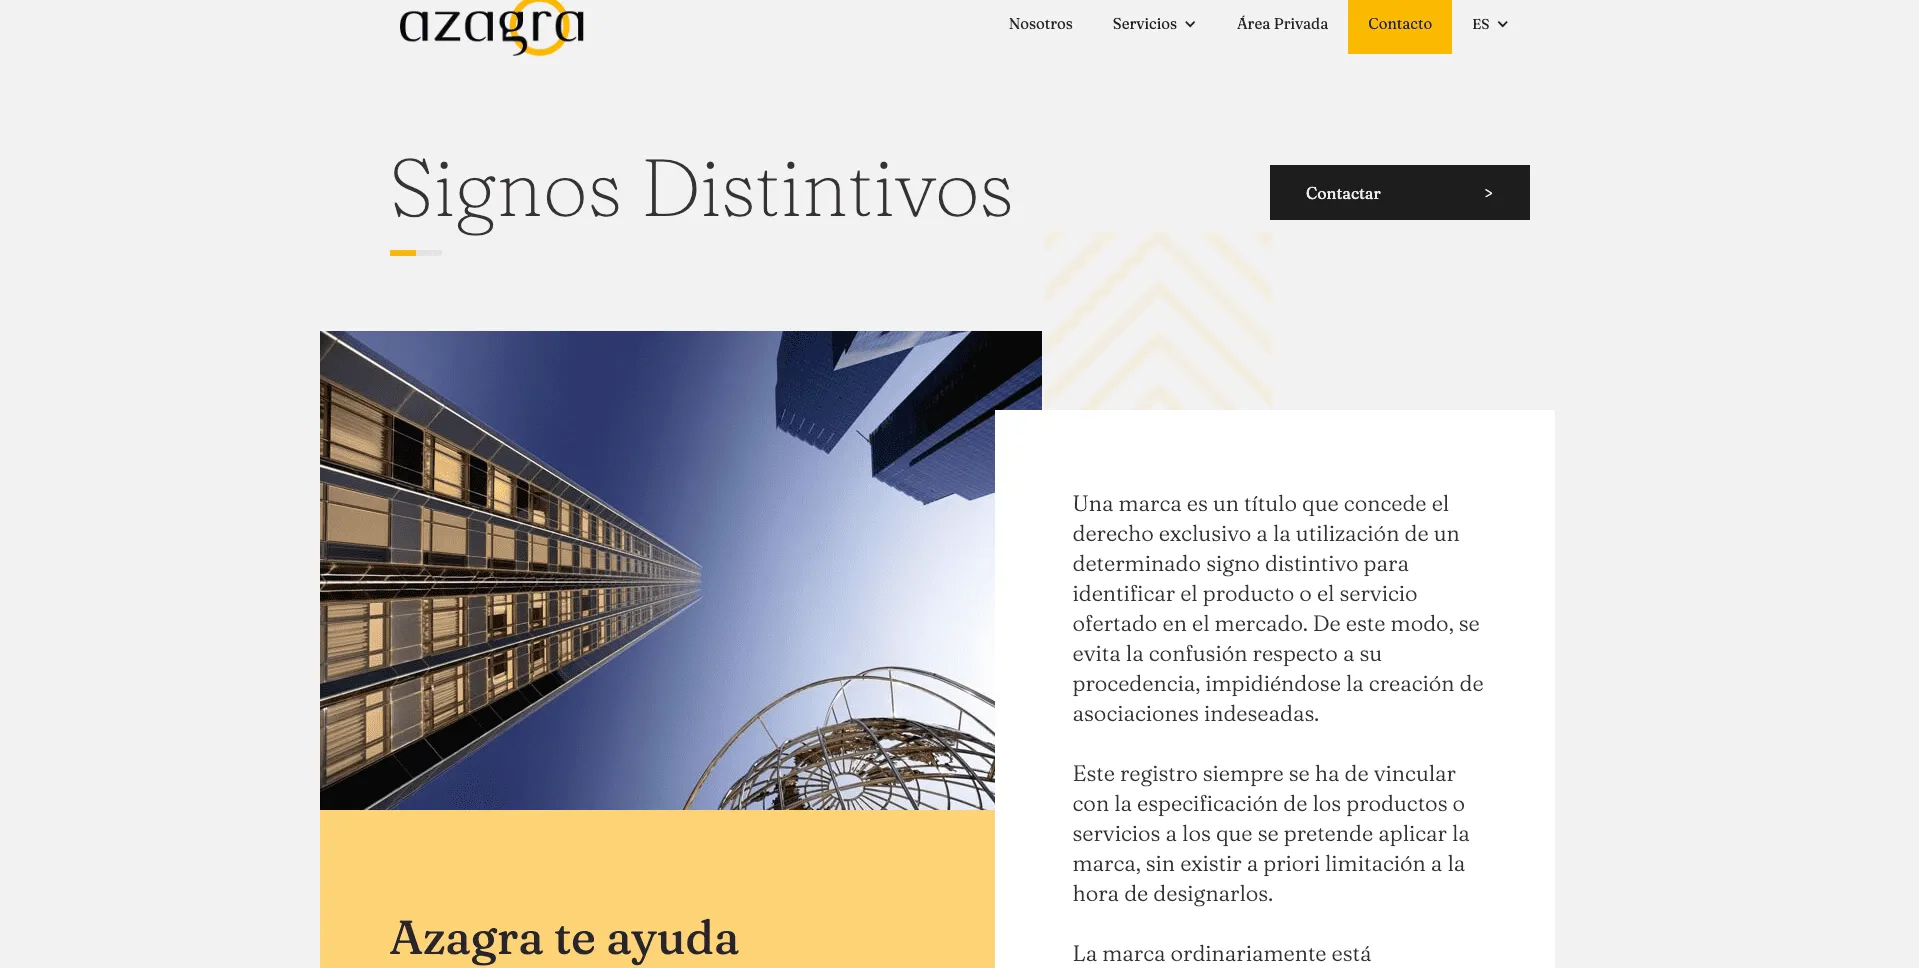 azagra
Nosotros
Servicios
Área Privada
Contacto
ES
Signos Distintivos
Contactar >
Una marca es un título que concede el
derecho exclusivo a la utilización de un
determinado signo distintivo para
identificar el producto o el servicio
ofertado en el mercado. De este modo, se
evita la confusión respecto a su
procedencia, impidiéndose la creación de
asociaciones indeseadas.
Este registro siempre se ha de vincular
con la especificación de los productos o
servicios a los que se pretende aplicar la
marca, sin existir a priori limitación a la
hora de designarlos.
La marca ordinariamente está
Azagra te ayuda